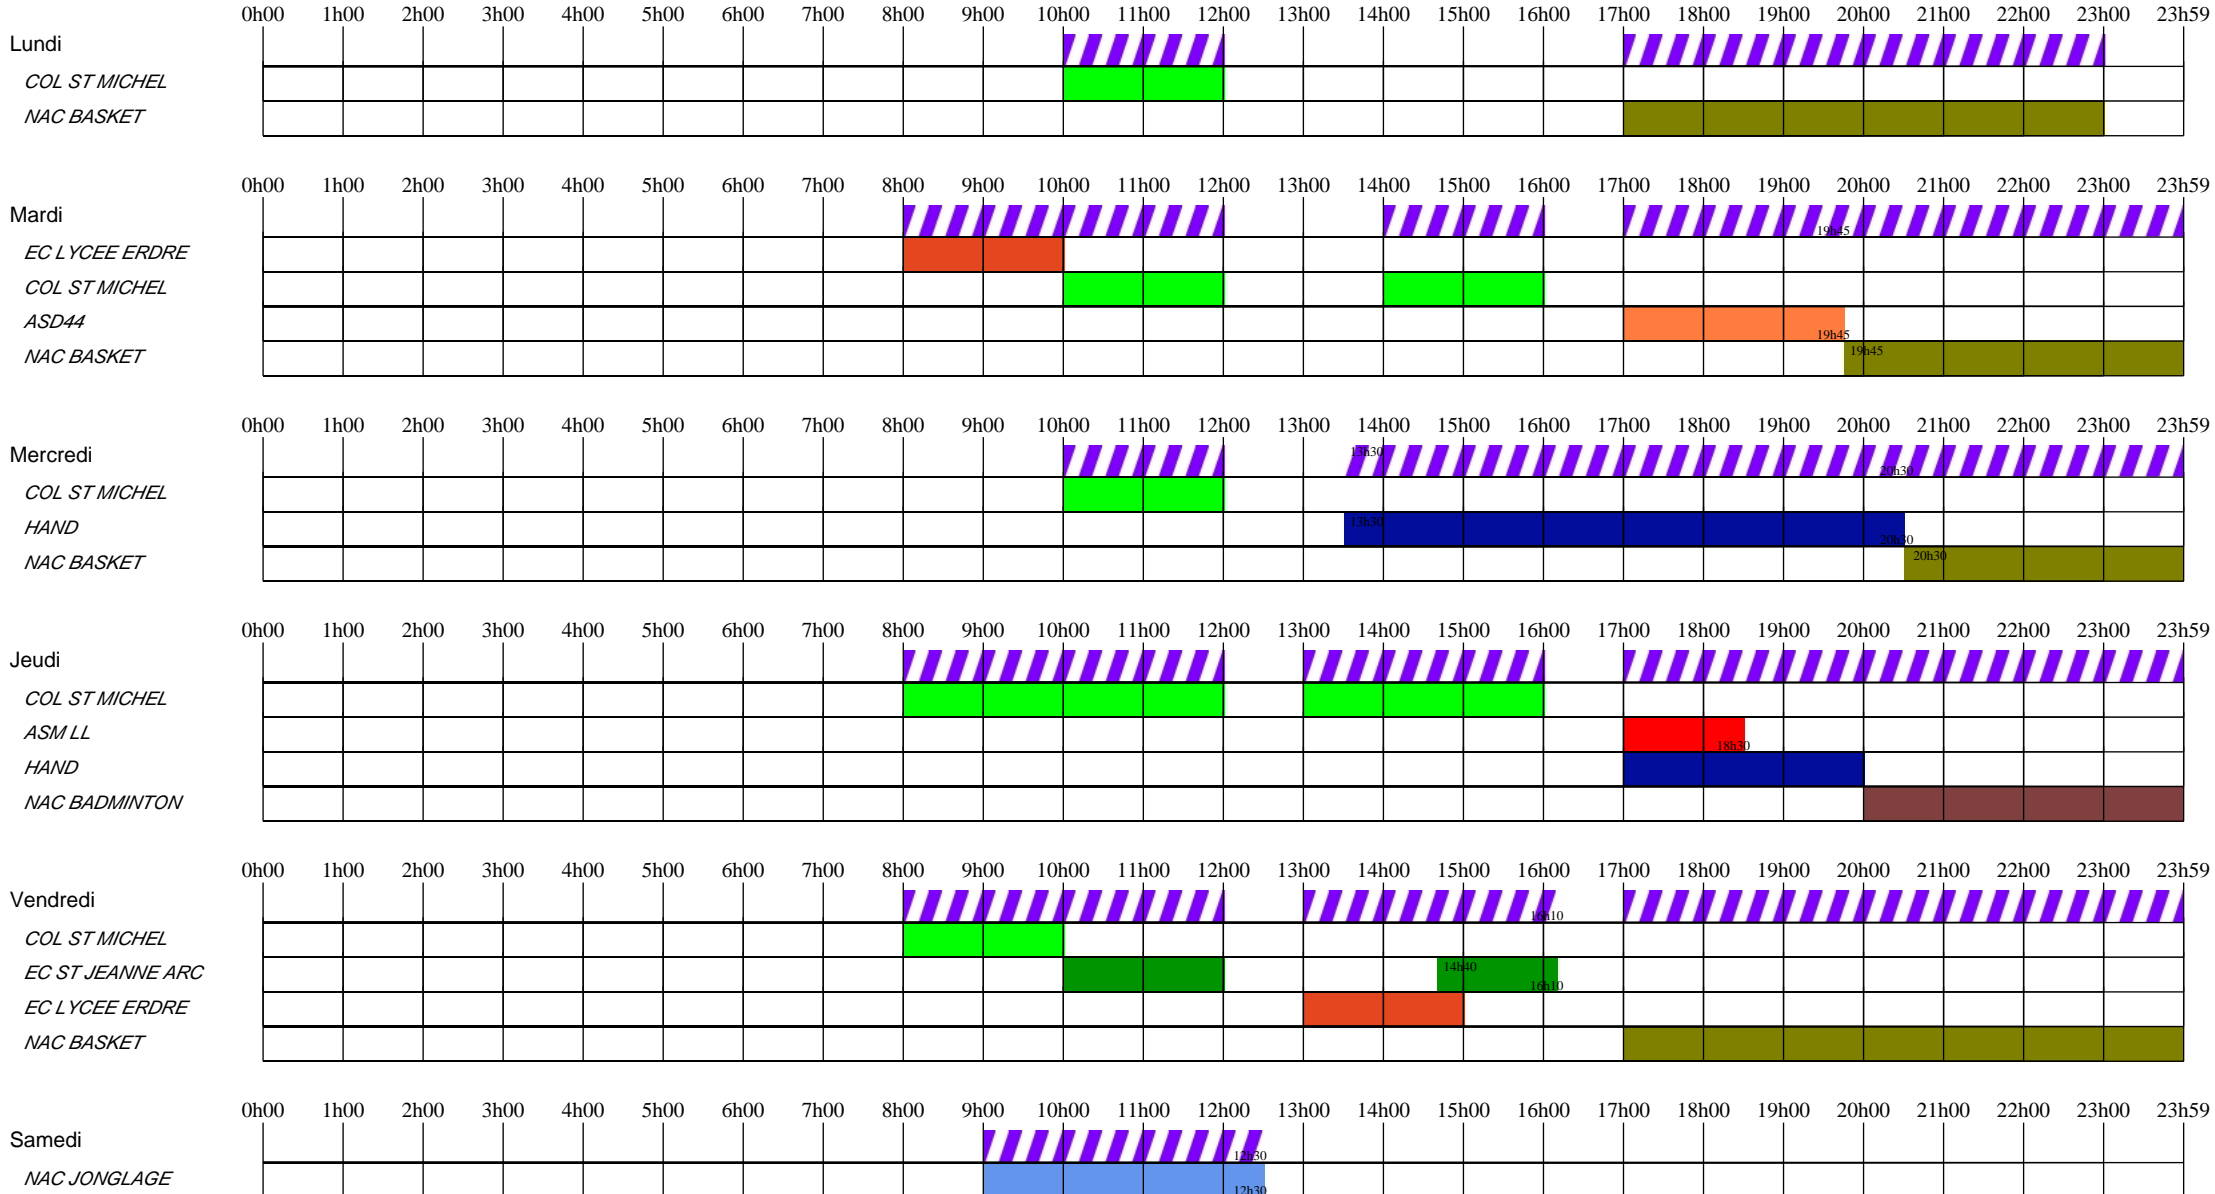 0h00 1h00 2h00 3h00 4h00 5h00 6h00 7h00 8h00 9h00 10h00 11h00 12h00 13h00 14h00 15h00 16h00 17h00 18h00 19h00 20h00 21h00 22h00 23h00 23h59
Lundi
COL ST MICHEL
NAC BASKET
0h00 1h00 2h00 3h00 4h00 5h00 6h00 7h00 8h00 9h00 10h00 11h00 12h00 13h00 14h00 15h00 16h00 17h00 18h00 19h00 20h00 21h00 22h00 23h00 23h59
Mardi 19h45
EC LYCEE ERDRE
COL ST MICHEL
ASD44 19h45
NAC BASKET 19h45
0h00 1h00 2h00 3h00 4h00 5h00 6h00 7h00 8h00 9h00 10h00 11h00 12h00 13h00 14h00 15h00 16h00 17h00 18h00 19h00 20h00 21h00 22h00 23h00 23h59
Mercredi 13h30 20h30
COL ST MICHEL
HAND 13h30 20h30
NAC BASKET 20h30
0h00 1h00 2h00 3h00 4h00 5h00 6h00 7h00 8h00 9h00 10h00 11h00 12h00 13h00 14h00 15h00 16h00 17h00 18h00 19h00 20h00 21h00 22h00 23h00 23h59
Jeudi
COL ST MICHEL
ASM LL 18h30
HAND
NAC BADMINTON
0h00 1h00 2h00 3h00 4h00 5h00 6h00 7h00 8h00 9h00 10h00 11h00 12h00 13h00 14h00 15h00 16h00 17h00 18h00 19h00 20h00 21h00 22h00 23h00 23h59
Vendredi 16h10
COL ST MICHEL
EC ST JEANNE ARC 14h40 16h10
EC LYCEE ERDRE
NAC BASKET
0h00 1h00 2h00 3h00 4h00 5h00 6h00 7h00 8h00 9h00 10h00 11h00 12h00 13h00 14h00 15h00 16h00 17h00 18h00 19h00 20h00 21h00 22h00 23h00 23h59
Samedi 12h30
NAC JONGLAGE 12h30